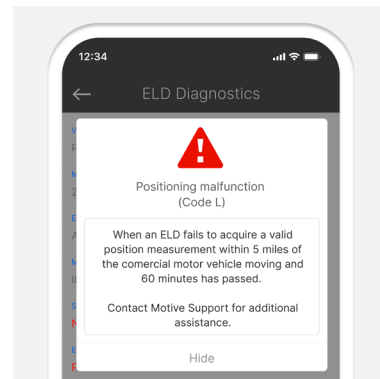 12:34
ELD Diagnostics
Positioning malfunction
(Code L)
When an ELD fails to acquire a valid
position measurement within 5 miles of
the comercial motor vehicle moving and
60 minutes has passed.
Contact Motive Support for additional
assistance.
Hide